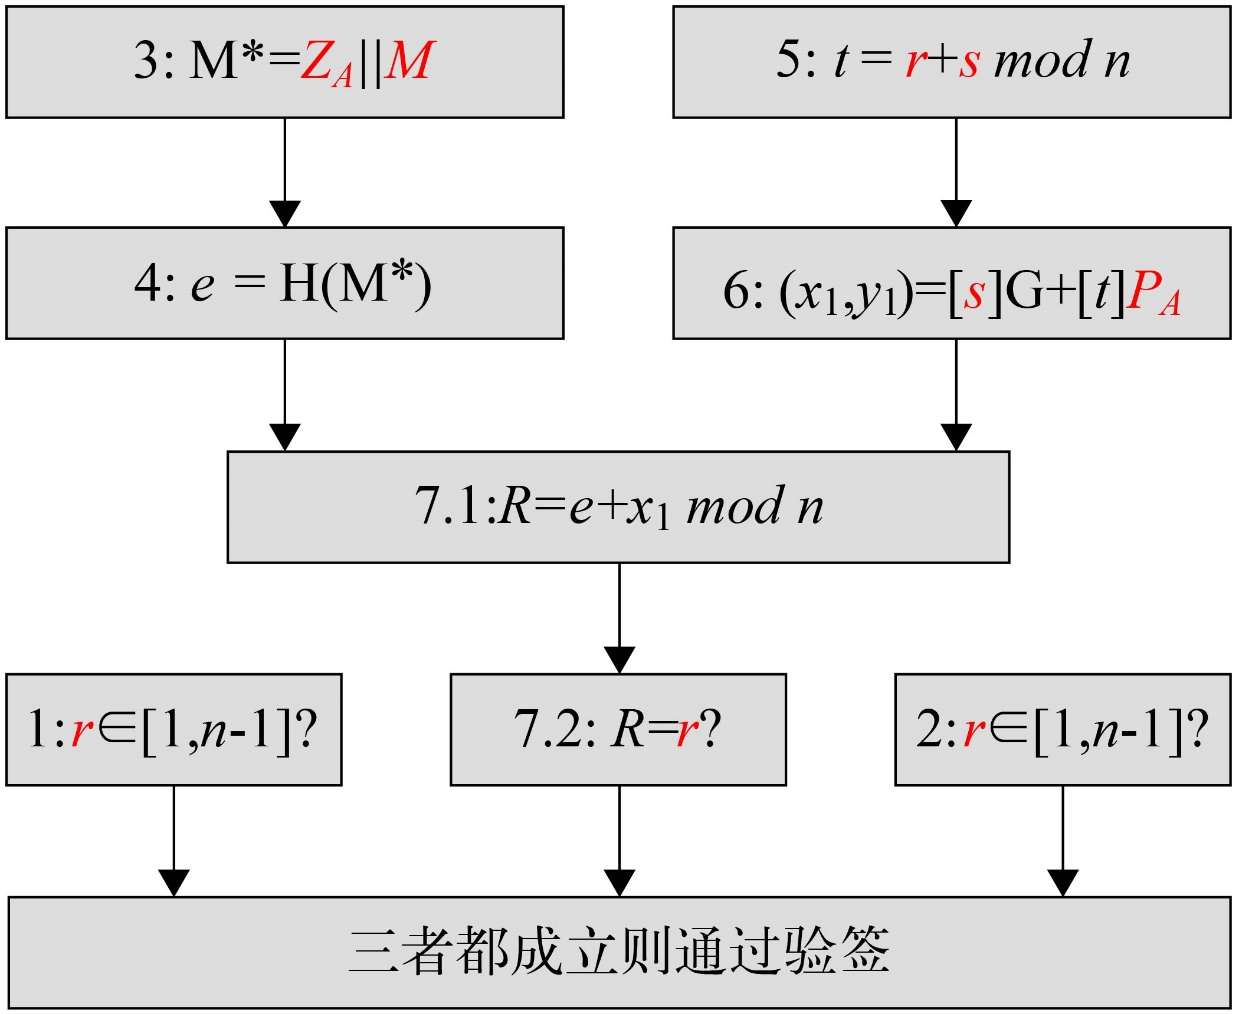 3: M*=Z_A||M
5: t = r+s mod n
4: e = H(M*)
6: (x₁,y₁)=[s]G+[t]P_A
7.1:R=e+x₁ mod n
1:r∈[1,n-1]?
7.2: R=r?
2:r∈[1,n-1]?
三者都成立则通过验签